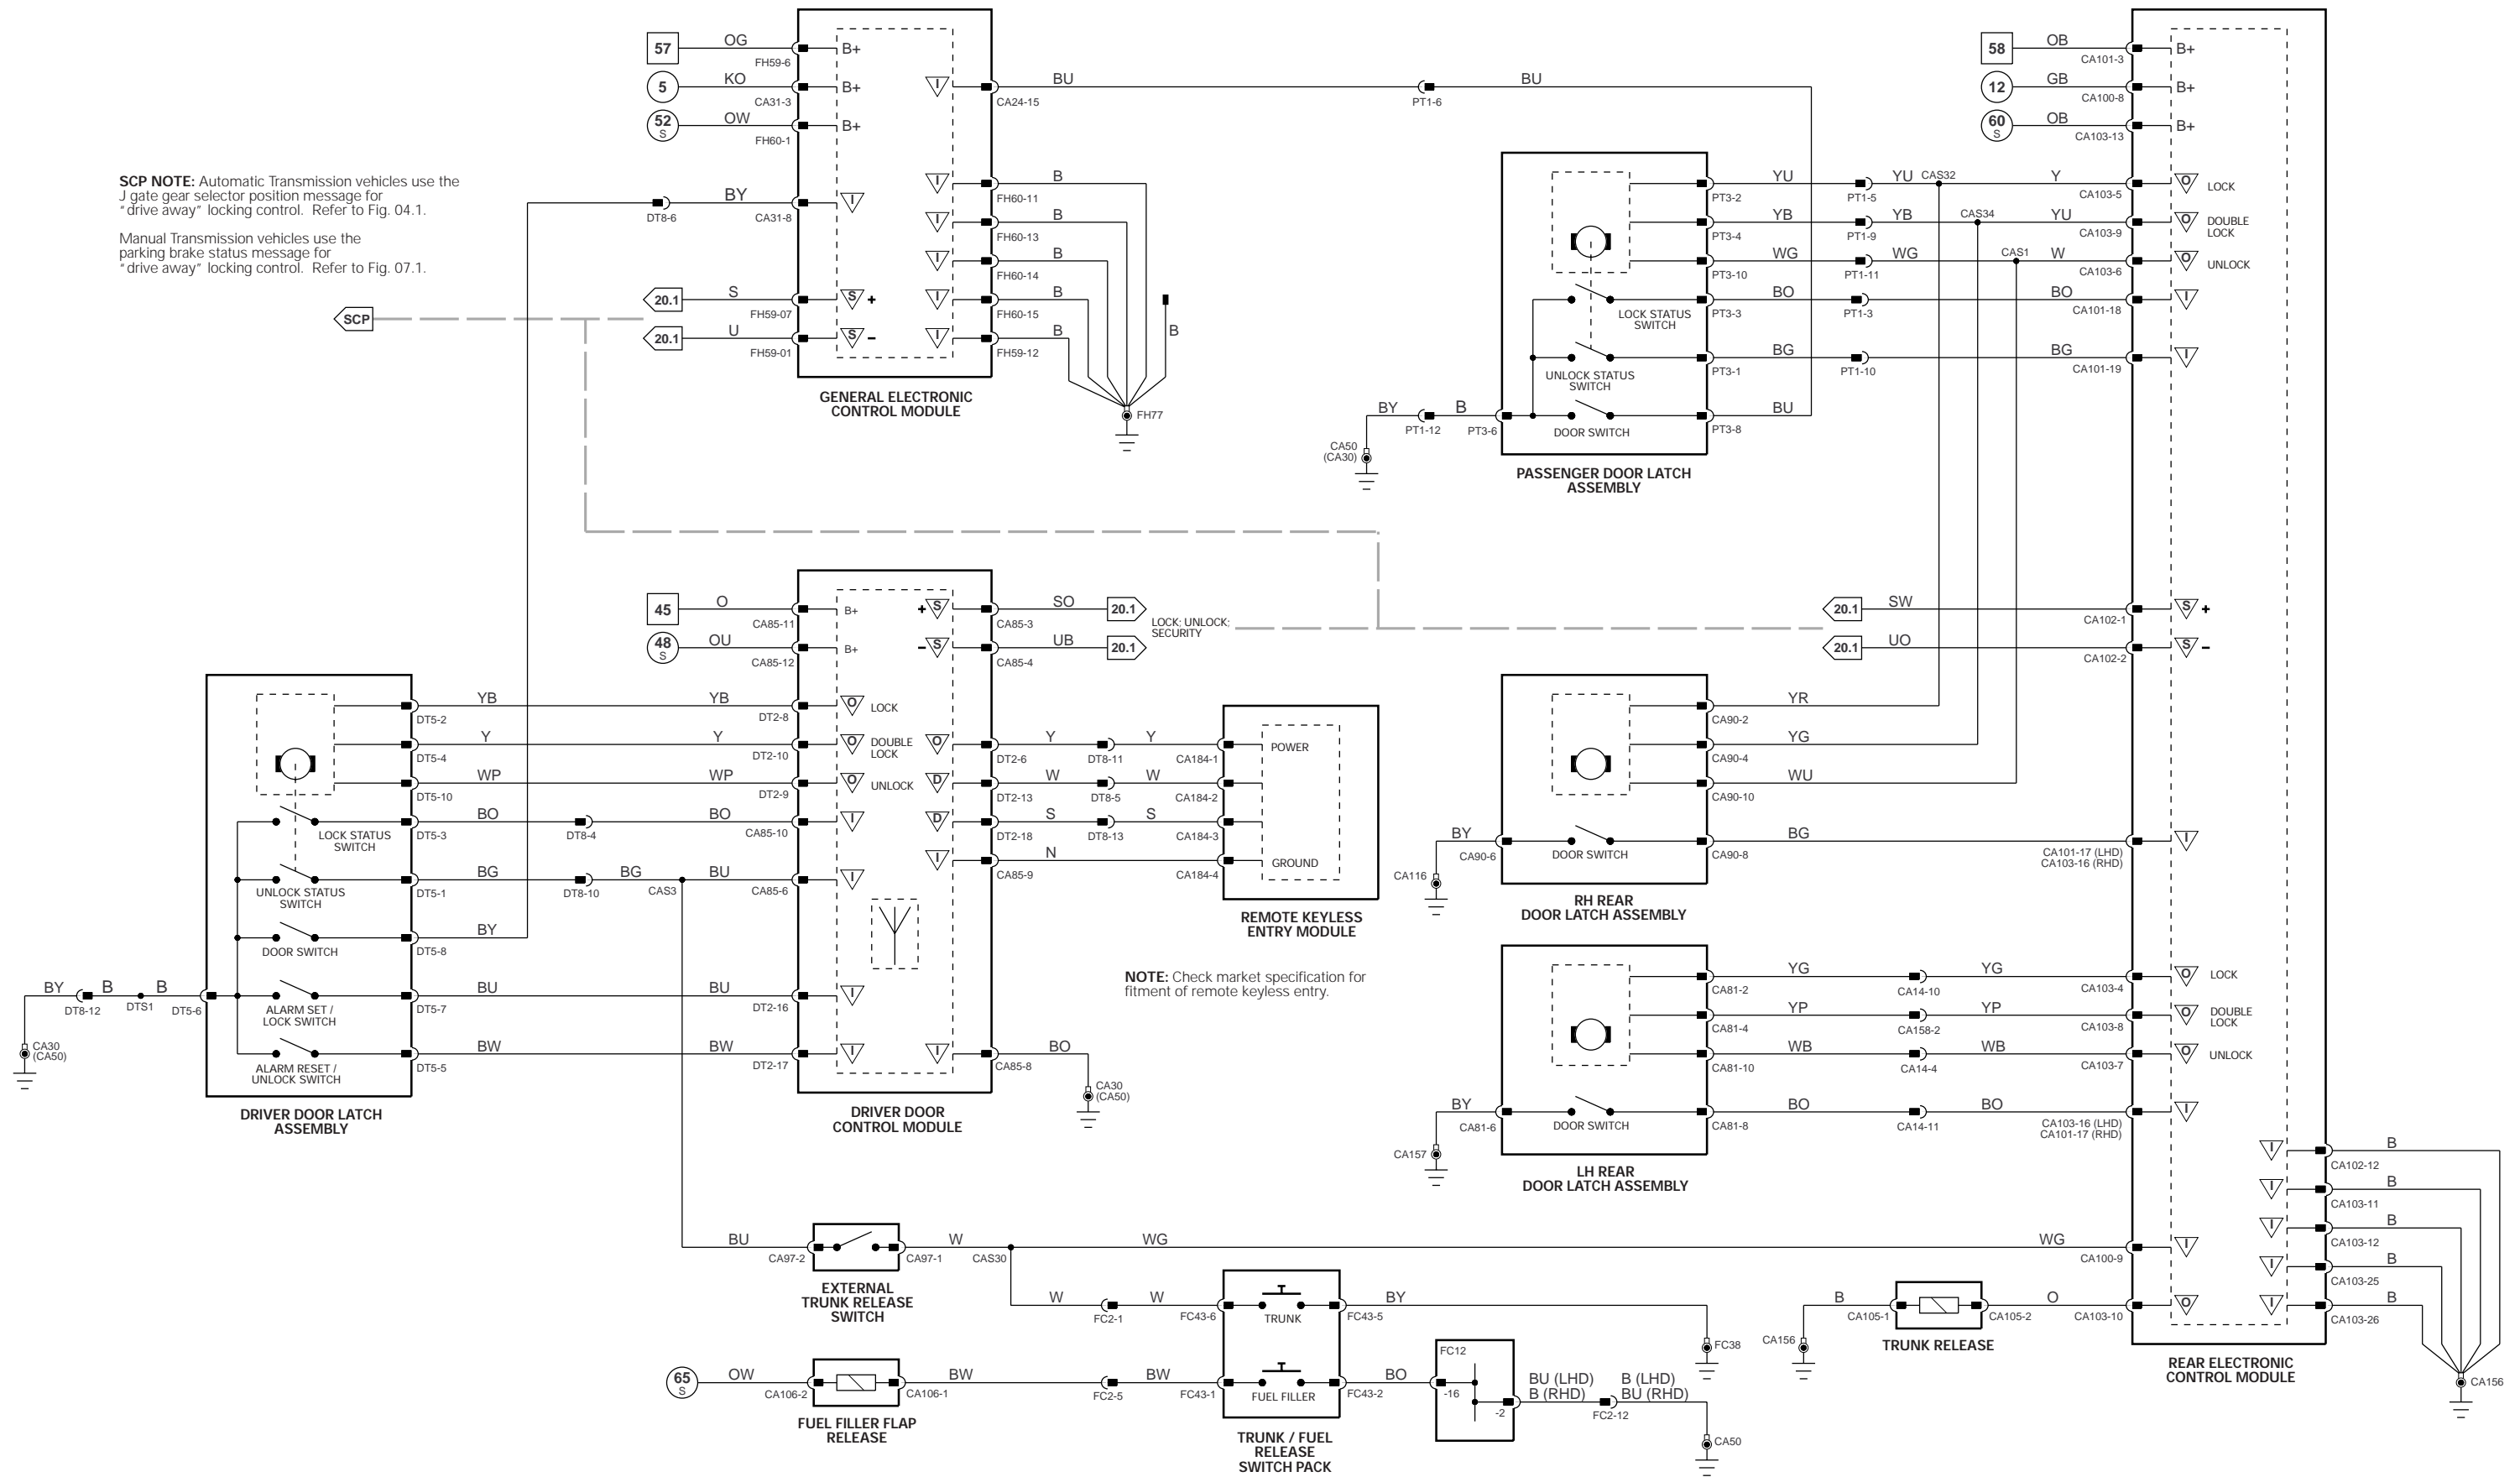 57
OG
FH59-6
B+
5
KO
CA31-3
B+
52
S
OW
FH60-1
B+
BU
CA24-15
PT1-6
BU
SCP NOTE: Automatic Transmission vehicles use the
J gate gear selector position message for
“drive away” locking control. Refer to Fig. 04.1.
Manual Transmission vehicles use the
parking brake status message for
“drive away” locking control. Refer to Fig. 07.1.
SCP
DT8-6
BY
CA31-8
I
I
I
I
I
I
I
B
FH60-11
B
FH60-13
B
FH60-14
B
FH60-15
B
FH59-12
B
FH77
20.1
S
FH59-07
S +
20.1
U
FH59-01
S –
GENERAL ELECTRONIC
CONTROL MODULE
58
OB
CA101-3
B+
12
GB
CA100-8
B+
60
S
OB
CA103-13
B+
YU
PT3-2
PT1-5
YU
CAS32
Y
CA103-5
O
LOCK
YB
PT3-4
PT1-9
YB
CAS34
YU
CA103-9
O
DOUBLE
LOCK
WG
PT3-10
PT1-11
WG
CAS1
W
CA103-6
O
UNLOCK
LOCK STATUS
SWITCH
BO
PT3-3
PT1-3
BO
CA101-18
I
UNLOCK STATUS
SWITCH
BG
PT3-1
PT1-10
BG
CA101-19
I
BY
PT1-12
B
PT3-6
DOOR SWITCH
PT3-8
BU
CA50
(CA30)
PASSENGER DOOR LATCH
ASSEMBLY
45
O
CA85-11
B+
48
S
OU
CA85-12
B+
+ S
SO
CA85-3
20.1
– S
UB
CA85-4
20.1
LOCK; UNLOCK;
SECURITY
20.1
SW
CA102-1
S +
20.1
UO
CA102-2
S –
YB
DT5-2
YB
DT2-8
O
LOCK
Y
DT5-4
Y
DT2-10
O
DOUBLE
LOCK
WP
DT5-10
WP
DT2-9
O
UNLOCK
LOCK STATUS
SWITCH
BO
DT5-3
DT8-4
BO
CA85-10
I
UNLOCK STATUS
SWITCH
BG
DT5-1
DT8-10
BG
CAS3
BU
CA85-6
I
DOOR SWITCH
BY
DT5-8
BY
DT8-12
B
DTS1
B
DT5-6
ALARM SET /
LOCK SWITCH
BU
DT5-7
BU
DT2-16
I
ALARM RESET /
UNLOCK SWITCH
BW
DT5-5
BW
DT2-17
I
CA30
(CA50)
DRIVER DOOR LATCH
ASSEMBLY
O
Y
DT2-6
DT8-11
Y
CA184-1
POWER
D
W
DT2-13
DT8-5
W
CA184-2
D
S
DT2-18
DT8-13
S
CA184-3
I
N
CA85-9
CA184-4
GROUND
REMOTE KEYLESS
ENTRY MODULE
NOTE: Check market specification for
fitment of remote keyless entry.
I
BO
CA85-8
CA30
(CA50)
DRIVER DOOR
CONTROL MODULE
YR
CA90-2
YG
CA90-4
WU
CA90-10
BY
CA90-6
DOOR SWITCH
BG
CA90-8
CA101-17 (LHD)
CA103-16 (RHD)
I
CA116
RH REAR
DOOR LATCH ASSEMBLY
YG
CA81-2
CA14-10
YG
CA103-4
O
LOCK
YP
CA81-4
CA158-2
YP
CA103-8
O
DOUBLE
LOCK
WB
CA81-10
CA14-4
WB
CA103-7
O
UNLOCK
BY
CA81-6
DOOR SWITCH
BO
CA81-8
CA14-11
BO
CA103-16 (LHD)
CA101-17 (RHD)
I
CA157
LH REAR
DOOR LATCH ASSEMBLY
I
B
CA102-12
I
B
CA103-11
I
B
CA103-12
I
B
CA103-25
I
B
CA103-26
CA156
BU
CA97-2
CA97-1
W
CAS30
WG
WG
CA100-9
I
EXTERNAL
TRUNK RELEASE
SWITCH
W
FC2-1
W
FC43-6
TRUNK
FC43-5
BY
FC38
B
CA105-1
CA105-2
O
CA103-10
O
CA156
TRUNK RELEASE
REAR ELECTRONIC
CONTROL MODULE
65
S
OW
CA106-2
CA106-1
BW
FC2-5
BW
FC43-1
FUEL FILLER
FC43-2
BO
FC12
-16
-2
BU (LHD)
B (RHD)
FC2-12
B (LHD)
BU (RHD)
CA50
FUEL FILLER FLAP
RELEASE
TRUNK / FUEL
RELEASE
SWITCH PACK